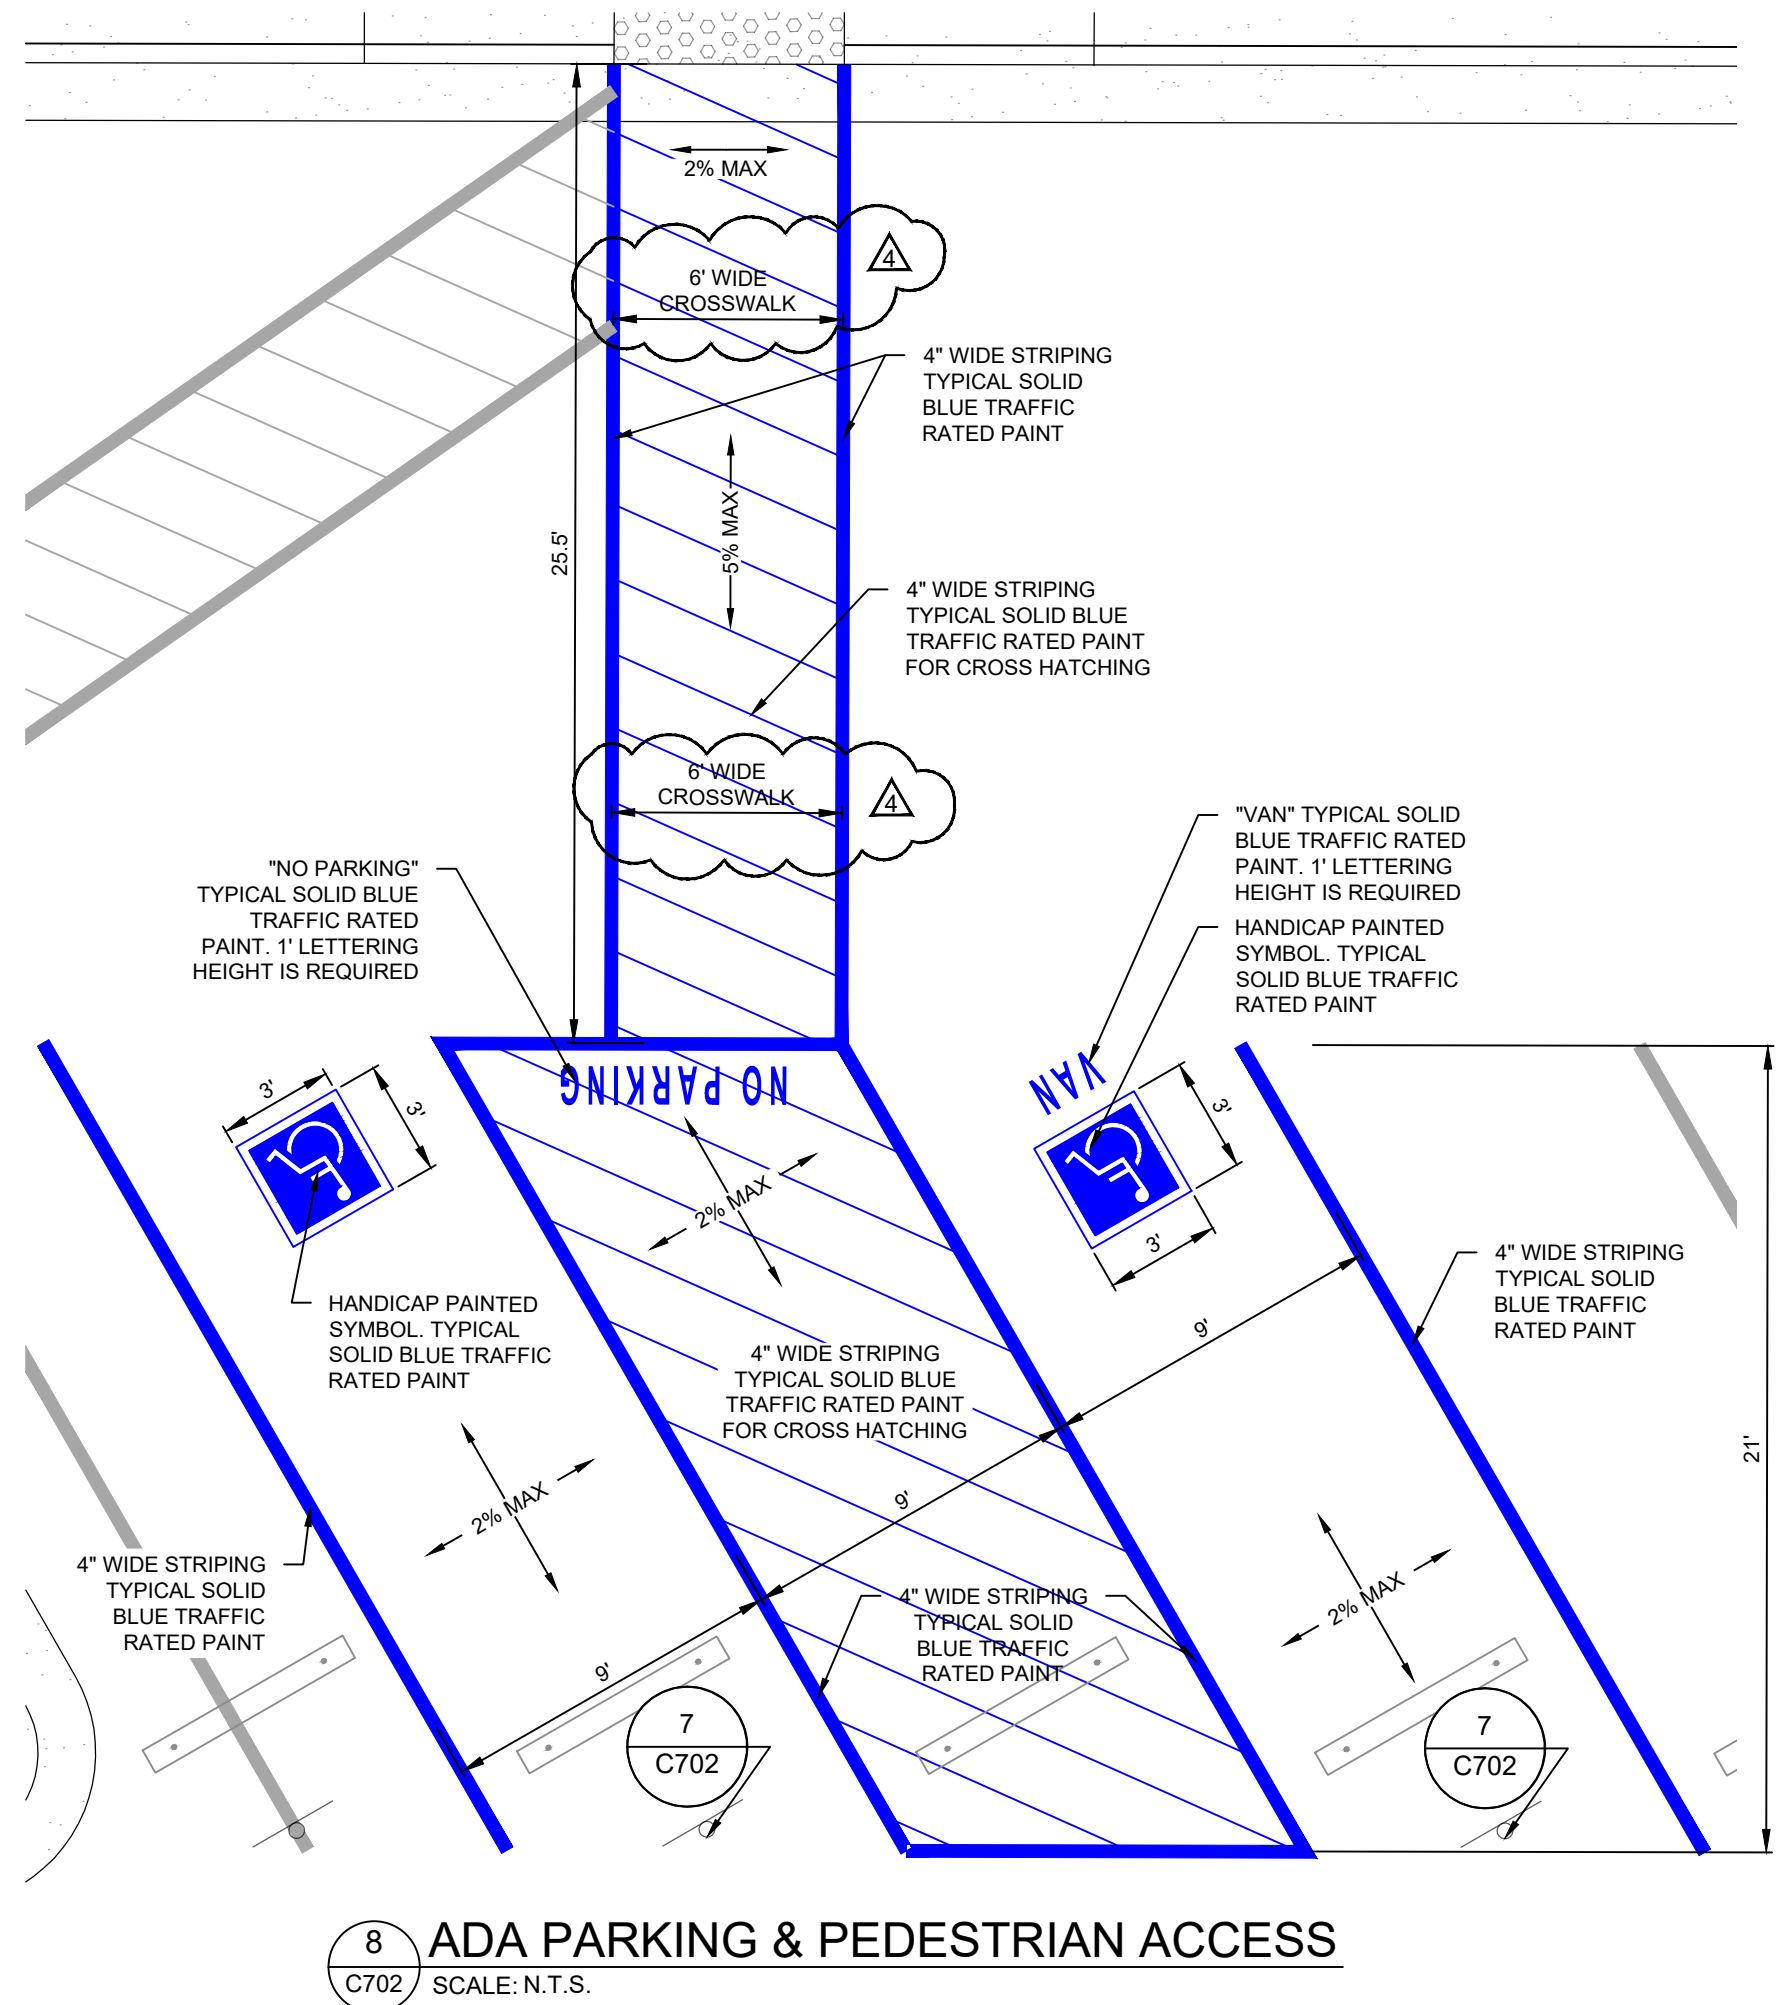 2% MAX
6' WIDE
CROSSWALK
4
4" WIDE STRIPING
TYPICAL SOLID
BLUE TRAFFIC
RATED PAINT
25.5'
5% MAX
4" WIDE STRIPING
TYPICAL SOLID BLUE
TRAFFIC RATED PAINT
FOR CROSS HATCHING
6' WIDE
CROSSWALK
4
"NO PARKING"
TYPICAL SOLID BLUE
TRAFFIC RATED
PAINT. 1' LETTERING
HEIGHT IS REQUIRED
"VAN" TYPICAL SOLID
BLUE TRAFFIC RATED
PAINT. 1' LETTERING
HEIGHT IS REQUIRED
HANDICAP PAINTED
SYMBOL. TYPICAL
SOLID BLUE TRAFFIC
RATED PAINT
3'
3'
NO PARKING
VAN
3'
3'
2% MAX
HANDICAP PAINTED
SYMBOL. TYPICAL
SOLID BLUE TRAFFIC
RATED PAINT
4" WIDE STRIPING
TYPICAL SOLID BLUE
TRAFFIC RATED PAINT
FOR CROSS HATCHING
9'
4" WIDE STRIPING
TYPICAL SOLID
BLUE TRAFFIC
RATED PAINT
21'
2% MAX
9'
4" WIDE STRIPING
TYPICAL SOLID
BLUE TRAFFIC
RATED PAINT
9'
4" WIDE STRIPING
TYPICAL SOLID
BLUE TRAFFIC
RATED PAINT
2% MAX
7
C702
7
C702
8
C702
ADA PARKING & PEDESTRIAN ACCESS
SCALE: N.T.S.